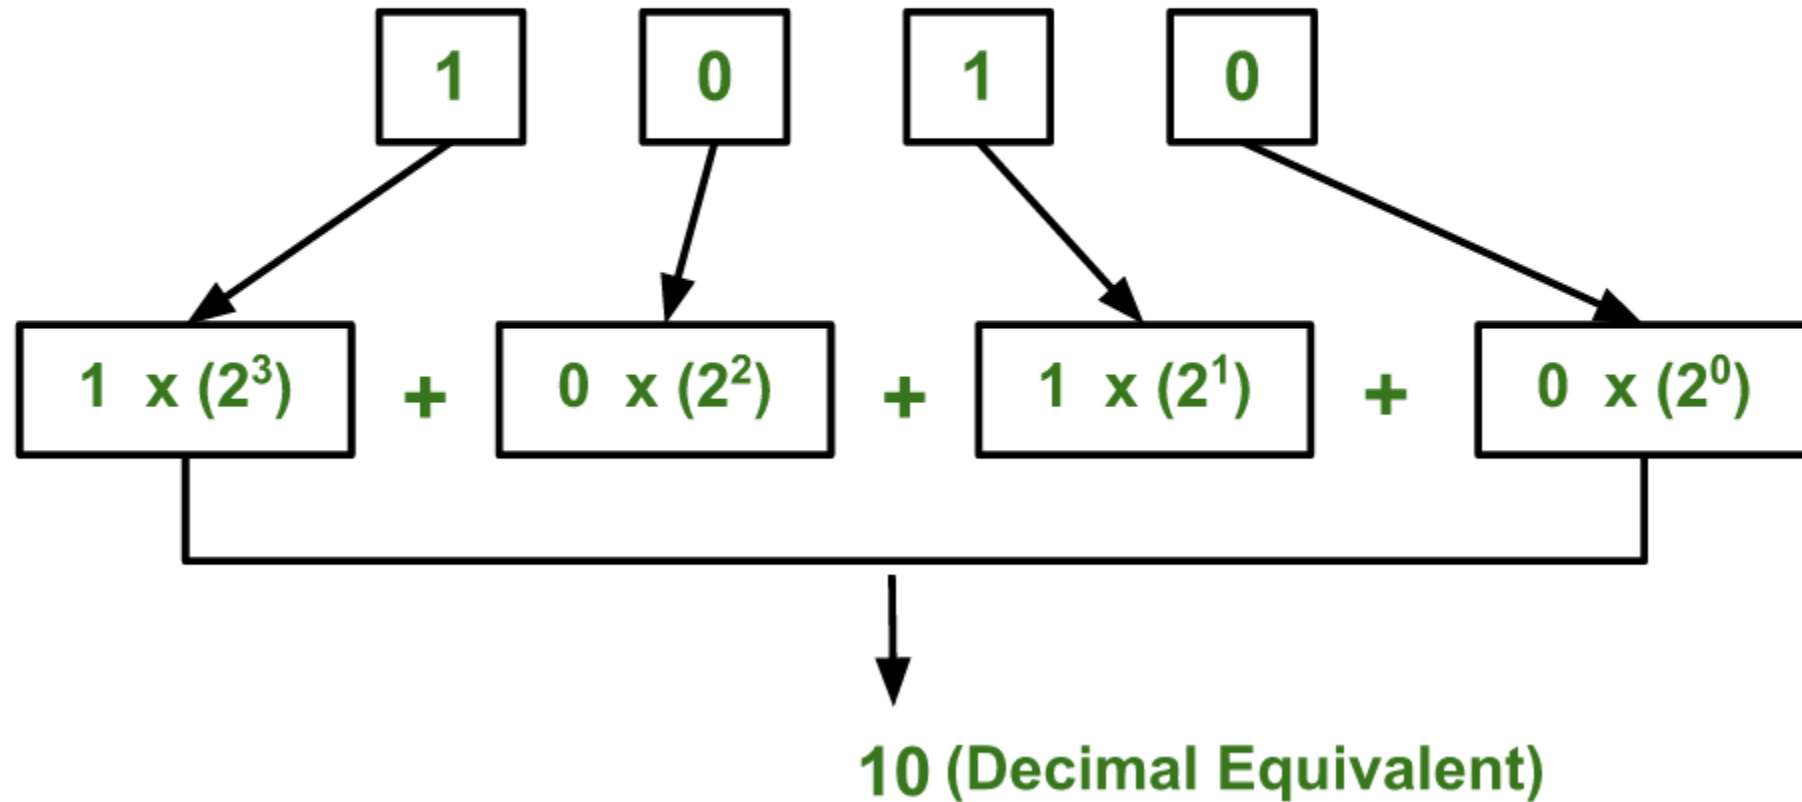 1 0 1 0
1 x (2³) + 0 x (2²) + 1 x (2¹) + 0 x (2⁰)
10 (Decimal Equivalent)